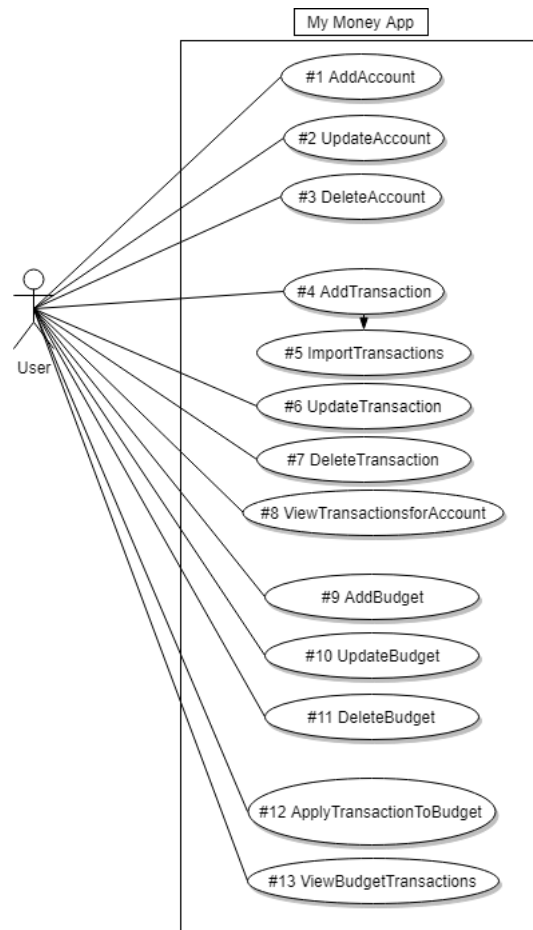 My Money App
#1 AddAccount
#2 UpdateAccount
#3 DeleteAccount
#4 AddTransaction
User
#5 ImportTransactions
#6 UpdateTransaction
#7 DeleteTransaction
#8 ViewTransactionsforAccount
#9 AddBudget
#10 UpdateBudget
#11 DeleteBudget
#12 ApplyTransactionToBudget
#13 ViewBudgetTransactions